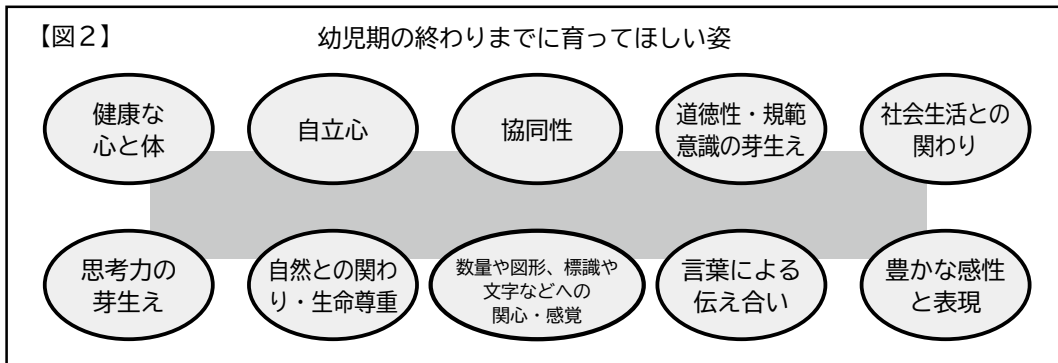 【図2】 幼児期の終わりまでに育ってほしい姿
健康な
心と体
自立心
協同性
道徳性・規範
意識の芽生え
社会生活との
関わり
思考力の
芽生え
自然との関わ
り・生命尊重
数量や図形、標識や
文字などへの
関心・感覚
言葉による
伝え合い
豊かな感性
と表現